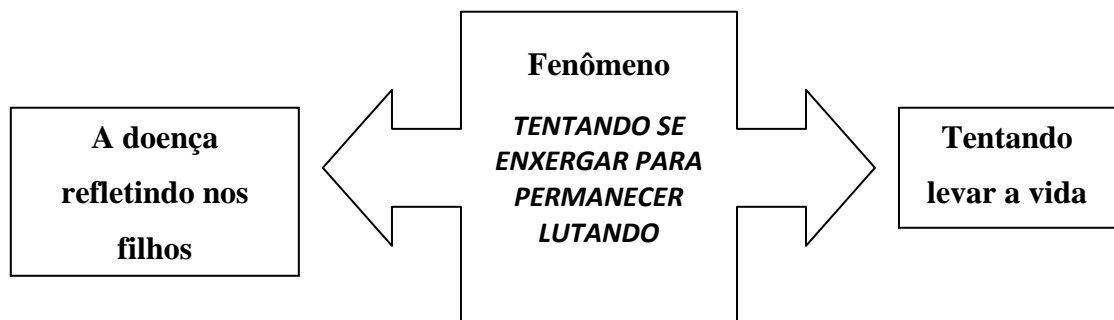 A doença
refletindo nos
filhos
Fenômeno
TENTANDO SE
ENXERGAR PARA
PERMANECER
LUTANDO
Tentando
levar a vida